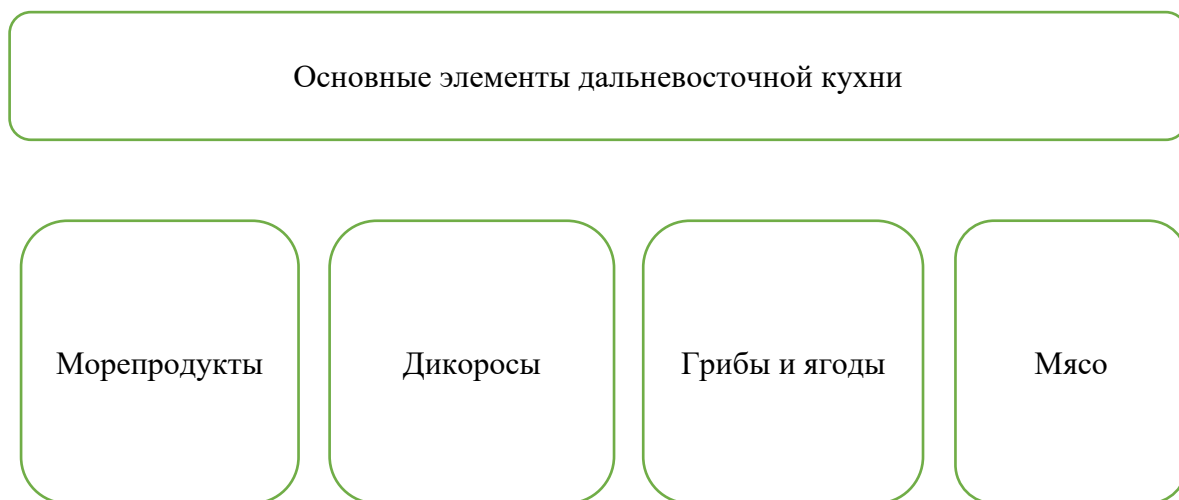 Основные элементы дальневосточной кухни
Морепродукты
Дикоросы
Грибы и ягоды
Мясо